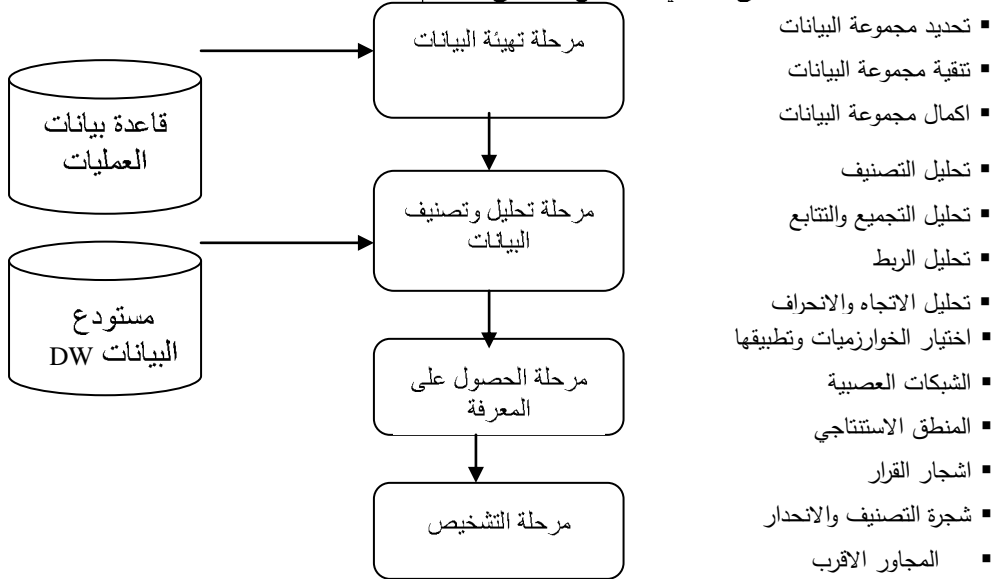 مرحلة تهيئة البيانات
قاعدة بيانات
العمليات
مرحلة تحليل وتصنيف
البيانات
مستودع
البيانات DW
مرحلة الحصول على
المعرفة
مرحلة التشخيص
▪ تحديد مجموعة البيانات
▪ تنقية مجموعة البيانات
▪ اكمال مجموعة البيانات
▪ تحليل التصنيف
▪ تحليل التجميع والتتابع
▪ تحليل الربط
▪ تحليل الاتجاه والانحراف
▪ اختيار الخوارزميات وتطبيقها
▪ الشبكات العصبية
▪ المنطق الاستنتاجي
▪ اشجار القرار
▪ شجرة التصنيف والانحدار
▪ المجاور الاقرب